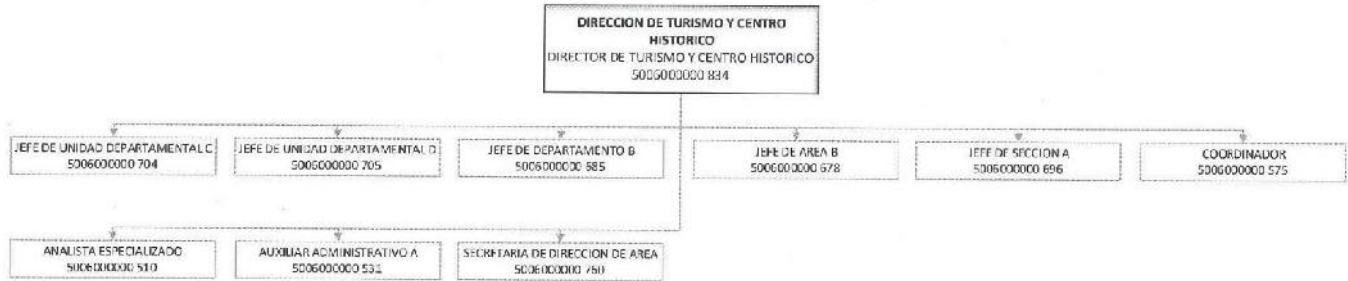 DIRECCION DE TURISMO Y CENTRO
HISTORICO
DIRECTOR DE TURISMO Y CENTRO HISTORICO
5006000000 834
JEFE DE UNIDAD DEPARTAMENTAL C
5006000000 704
JEFE DE UNIDAD DEPARTAMENTAL D
5006000000 705
JEFE DE DEPARTAMENTO B
5006000000 685
JEFE DE AREA B
5006000000 678
JEFE DE SECCION A
5006000000 696
COORDINADOR
5006000000 575
ANALISTA ESPECIALIZADO
5006000000 510
AUXILIAR ADMINISTRATIVO A
5006000000 531
SECRETARIA DE DIRECCION DE AREA
5006000000 760